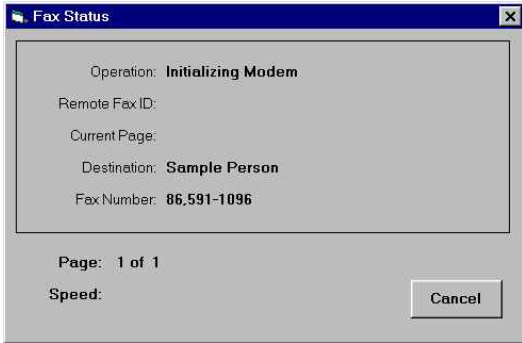 Fax Status
Operation: Initializing Modem
Remote Fax ID:
Current Page:
Destination: Sample Person
Fax Number: 86,591-1096
Page: 1 of 1
Speed:
Cancel